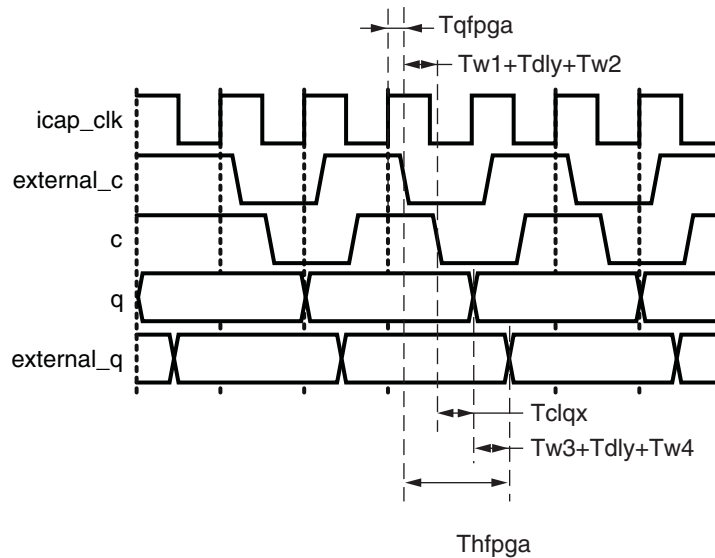 Tqfpga
Tw1+Tdly+Tw2
icap_clk
external_c
c
q
external_q
Tclqx
Tw3+Tdly+Tw4
Thfpga